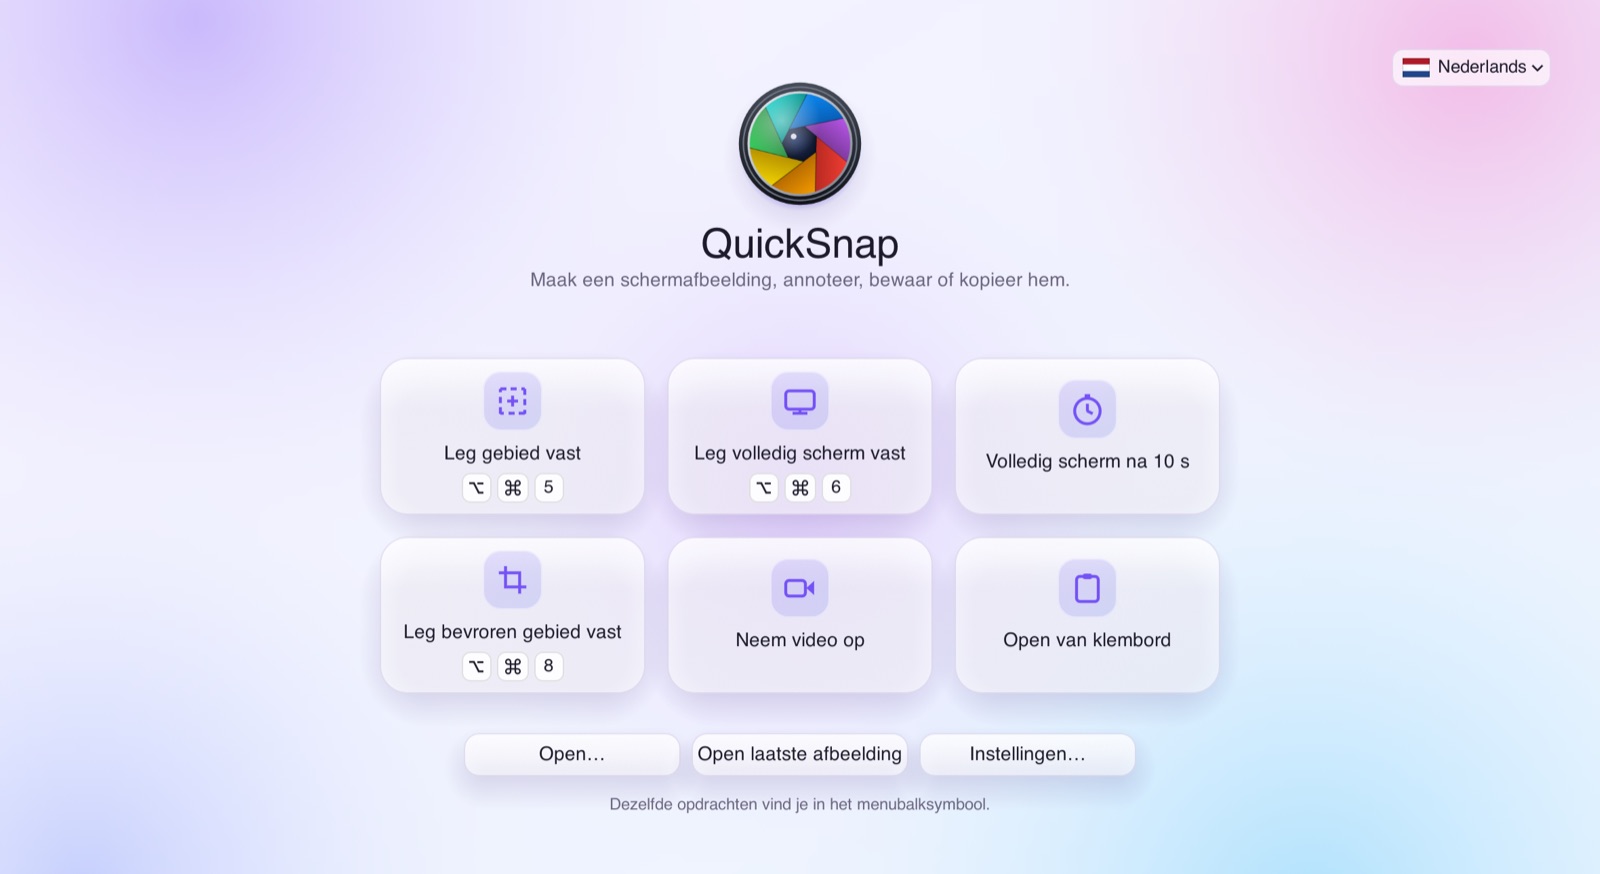 Nederlands
QuickSnap
Maak een schermafbeelding, annoteer, bewaar of kopieer hem.
Leg gebied vast
⌥ ⌘ 5
Leg volledig scherm vast
⌥ ⌘ 6
Volledig scherm na 10 s
Leg bevroren gebied vast
⌥ ⌘ 8
Neem video op
Open van klembord
Open…
Open laatste afbeelding
Instellingen…
Dezelfde opdrachten vind je in het menubalksymbool.